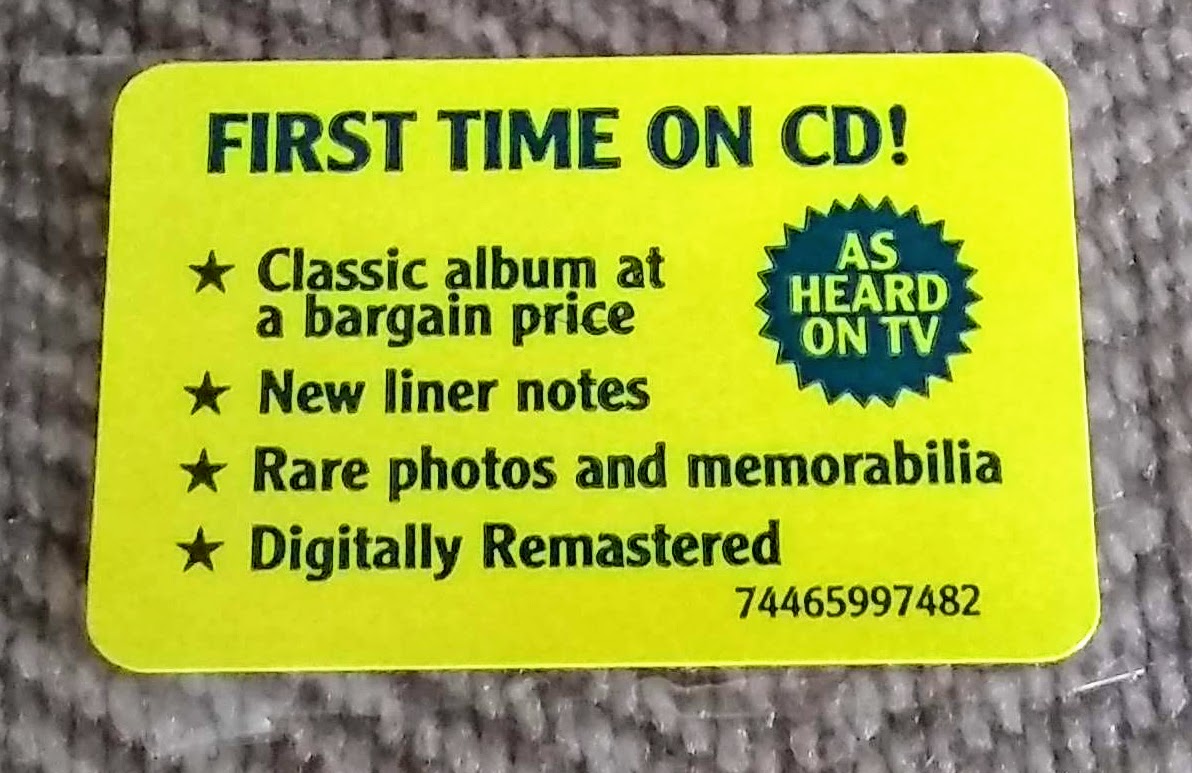 FIRST TIME ON CD!
★ Classic album at
a bargain price
★ New liner notes
★ Rare photos and memorabilia
★ Digitally Remastered
AS
HEARD
ON TV
74465997482